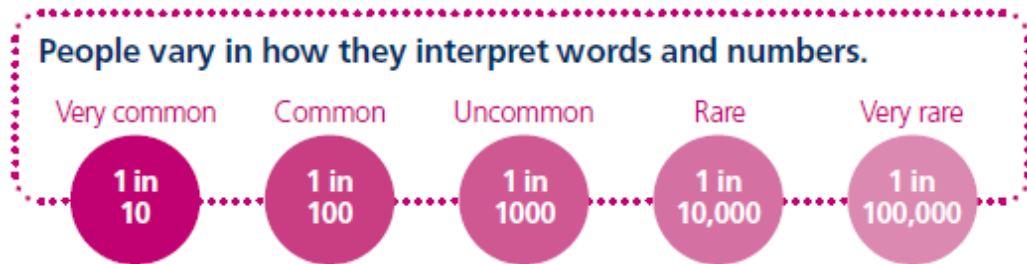 People vary in how they interpret words and numbers.
Very common Common Uncommon Rare Very rare
1 in 1 in 1 in 1 in 1 in
10 100 1000 10,000 100,000